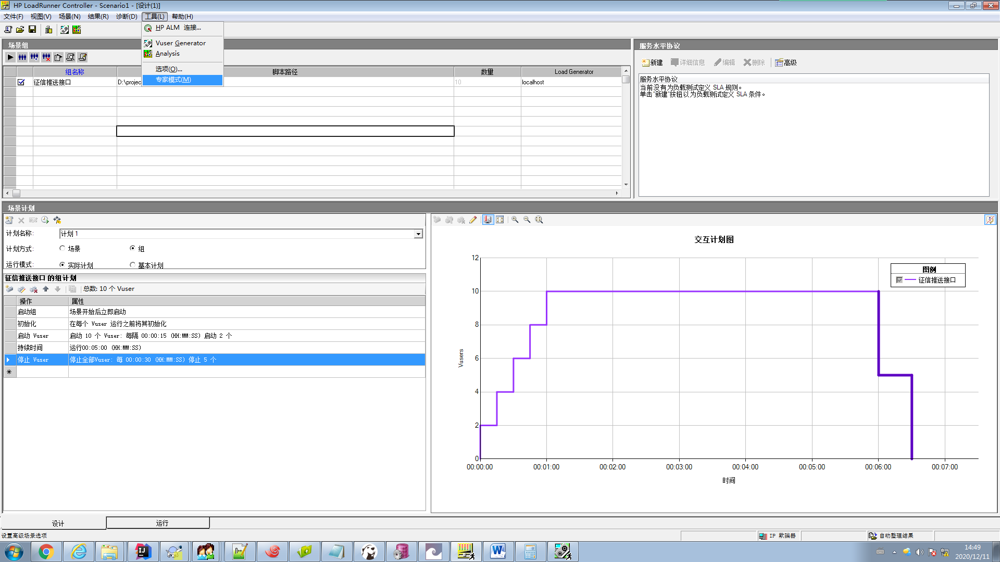 HP LoadRunner Controller - Scenario1 - [设计(1)]
文件(F) 视图(V) 场景(N) 结果(R) 诊断(D) 工具(L) 帮助(H)
HP ALM 连接...
Vuser Generator
Analysis
选项(O)...
专家模式(M)
场景组
组名称 脚本路径 数量 Load Generator
征信推送接口 D:\projec 10 localhost
服务水平协议
新建 详细信息 编辑 删除 高级
服务水平协议
当前没有为负载测试定义 SLA 规则。
单击"新建"按钮以为负载测试定义 SLA 条件。
场景计划
计划名称: 计划 1
计划方式: 场景 组
运行模式: 实际计划 基本计划
征信推送接口 的组计划
总数: 10 个 Vuser
操作 属性
启动组 场景开始后立即启动
初始化 在每个 Vuser 运行之前将其初始化
启动 Vuser 启动 10 个 Vuser: 每隔 00:00:15 (HH:MM:SS) 启动 2 个
持续时间 运行00:05:00 (HH:MM:SS)
停止 Vuser 停止全部Vuser: 每 00:00:30 (HH:MM:SS) 停止 5 个
交互计划图
图例
征信推送接口
12
10
8
6
4
2
0
Vusers
00:00:00 00:01:00 00:02:00 00:03:00 00:04:00 00:05:00 00:06:00 00:07:00
时间
设计 运行
设置高级场景选项
IP 欺骗器 自动整理结果
14:49
2020/12/11